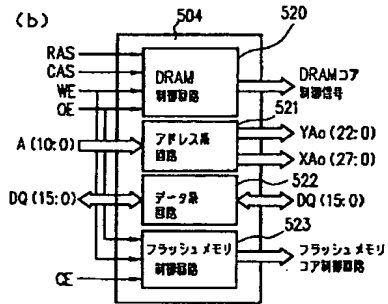 (b)
504
520
RAS
CAS
WE
OE
DRAM
制御回路
DRAMコア
制御信号
521
A(10:0)
アドレス系
回路
YAo(22:0)
XAo(27:0)
522
DQ(15:0)
データ系
回路
DQ(15:0)
523
フラッシュメモリ
制御回路
フラッシュメモリ
コア制御信号
CE